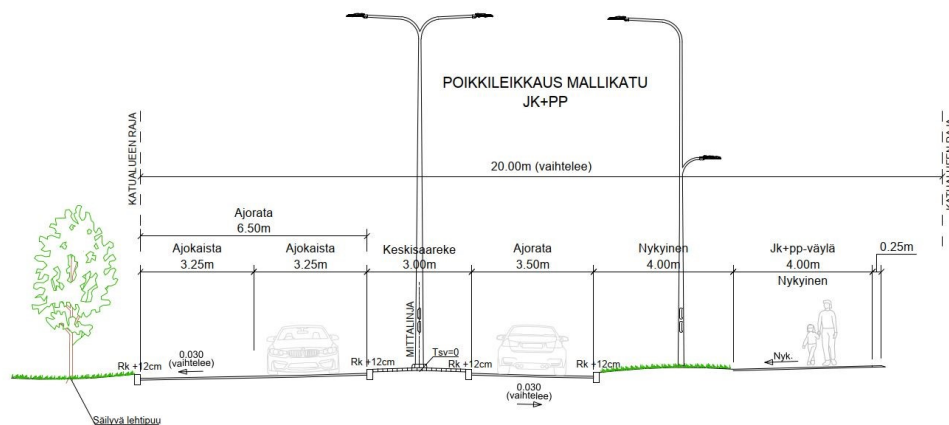 POIKKILEIKKAUS MALLIKATU
JK+PP
KATUALUEEN RAJA
KATUALUEEN RAJA
20.00m (vaihtelee)
Ajorata
6.50m
Ajokaista
3.25m
Ajokaista
3.25m
Keskisaareke
3.00m
Ajorata
3.50m
Nykyinen
4.00m
Jk+pp-väylä
4.00m
Nykyinen
0.25m
MITTALINJA
Tsv=0
Rk +12cm
0.030
(vaihtelee)
Rk +12cm
Rk +12cm
0.030
(vaihtelee)
Rk +12cm
Nyk.
Säilyvä lehtipuu